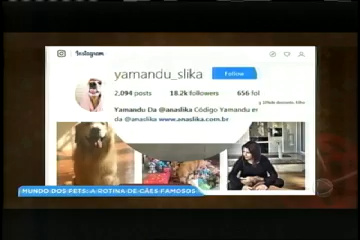 Instagram
yamandu_slika
Follow
2,094 posts 18.2k followers 656 fol
Yamandu Da @anaslika Código Yamandu
da @anaslika www.anaslika.com.br
MUNDO DOS PETS: A ROTINA DE CÃES FAMOSOS